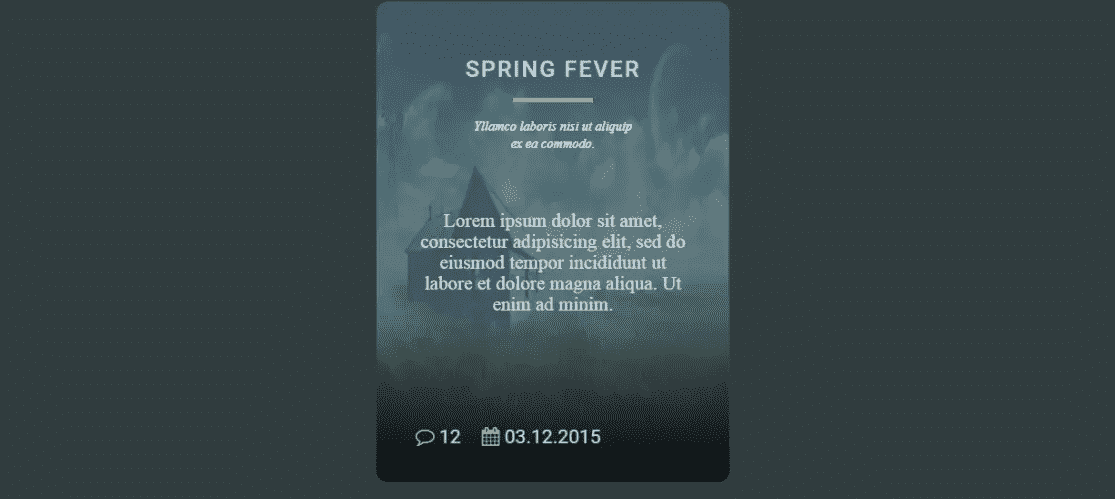 SPRING FEVER
Yllamco laboris nisi ut aliquip
ex ea commodo.
Lorem ipsum dolor sit amet,
consectetur adipisicing elit, sed do
eiusmod tempor incididunt ut
labore et dolore magna aliqua. Ut
enim ad minim.
12 03.12.2015